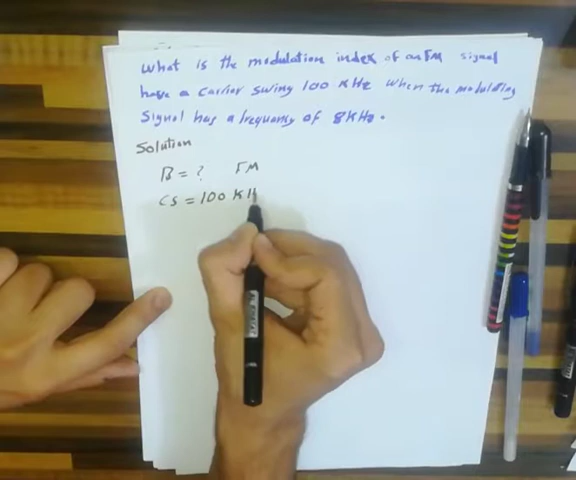 What is the modulation index of an FM signal
have a carrier swing 100 KHz when the modulating
signal has a frequency of 8KHz.
Solution
B = ? FM
CS = 100 KH